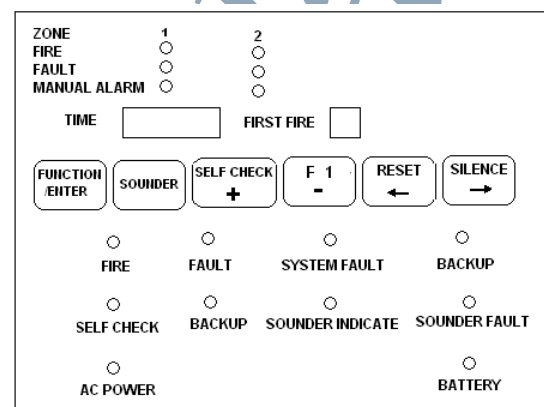 ZONE 1 2
FIRE
FAULT
MANUAL ALARM
TIME FIRST FIRE
FUNCTION /ENTER SOUNDER SELF CHECK + F 1 - RESET ← SILENCE →
FIRE FAULT SYSTEM FAULT BACKUP
SELF CHECK BACKUP SOUNDER INDICATE SOUNDER FAULT
AC POWER BATTERY